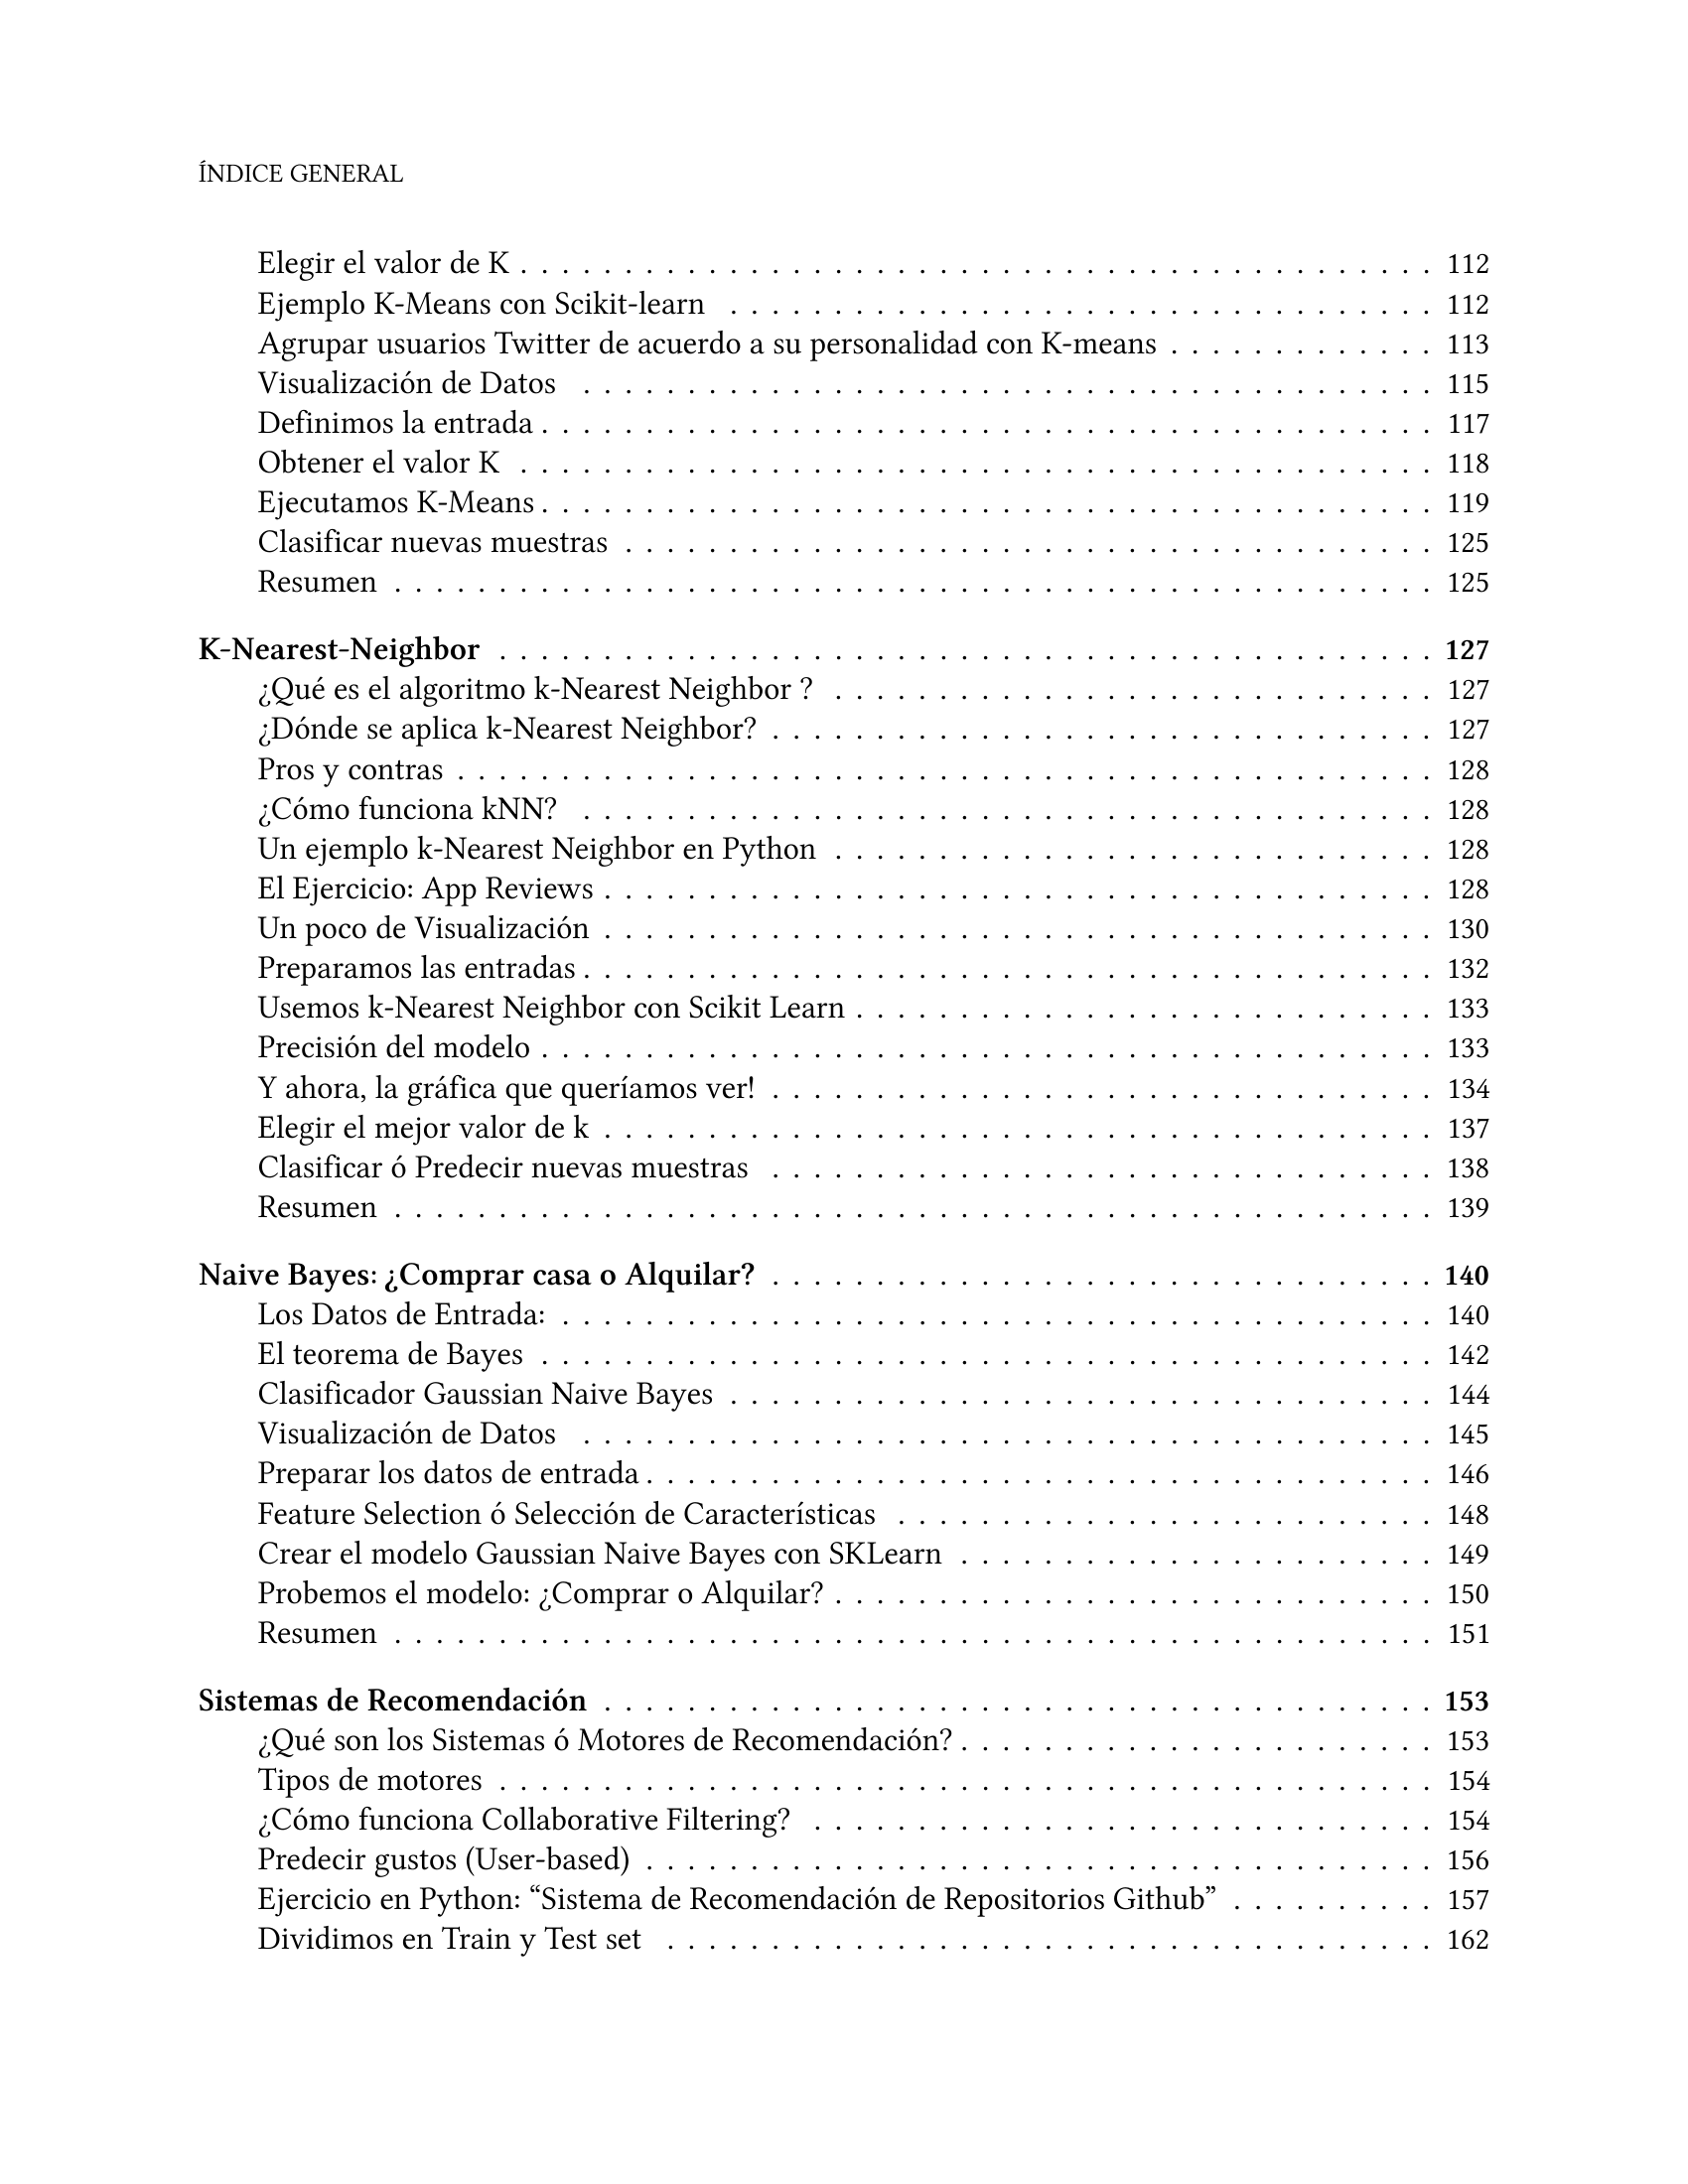 ÍNDICE GENERAL
Elegir el valor de K . . . . . . . . . . . . . . . . . . . . . . . . . . . . . . . . . . . . . . . . . . . . 112
Ejemplo K-Means con Scikit-learn . . . . . . . . . . . . . . . . . . . . . . . . . . . . . . . . . . 112
Agrupar usuarios Twitter de acuerdo a su personalidad con K-means . . . . . . . . . . . . . 113
Visualización de Datos . . . . . . . . . . . . . . . . . . . . . . . . . . . . . . . . . . . . . . . . . 115
Definimos la entrada . . . . . . . . . . . . . . . . . . . . . . . . . . . . . . . . . . . . . . . . . . . 117
Obtener el valor K . . . . . . . . . . . . . . . . . . . . . . . . . . . . . . . . . . . . . . . . . . . . 118
Ejecutamos K-Means . . . . . . . . . . . . . . . . . . . . . . . . . . . . . . . . . . . . . . . . . . . 119
Clasificar nuevas muestras . . . . . . . . . . . . . . . . . . . . . . . . . . . . . . . . . . . . . . . 125
Resumen . . . . . . . . . . . . . . . . . . . . . . . . . . . . . . . . . . . . . . . . . . . . . . . . . . 125
K-Nearest-Neighbor . . . . . . . . . . . . . . . . . . . . . . . . . . . . . . . . . . . . . . . . . . . . . 127
¿Qué es el algoritmo k-Nearest Neighbor ? . . . . . . . . . . . . . . . . . . . . . . . . . . . . . 127
¿Dónde se aplica k-Nearest Neighbor? . . . . . . . . . . . . . . . . . . . . . . . . . . . . . . . . 127
Pros y contras . . . . . . . . . . . . . . . . . . . . . . . . . . . . . . . . . . . . . . . . . . . . . . . 128
¿Cómo funciona kNN? . . . . . . . . . . . . . . . . . . . . . . . . . . . . . . . . . . . . . . . . . 128
Un ejemplo k-Nearest Neighbor en Python . . . . . . . . . . . . . . . . . . . . . . . . . . . . . 128
El Ejercicio: App Reviews . . . . . . . . . . . . . . . . . . . . . . . . . . . . . . . . . . . . . . . . 128
Un poco de Visualización . . . . . . . . . . . . . . . . . . . . . . . . . . . . . . . . . . . . . . . . 130
Preparamos las entradas . . . . . . . . . . . . . . . . . . . . . . . . . . . . . . . . . . . . . . . . . 132
Usemos k-Nearest Neighbor con Scikit Learn . . . . . . . . . . . . . . . . . . . . . . . . . . . . 133
Precisión del modelo . . . . . . . . . . . . . . . . . . . . . . . . . . . . . . . . . . . . . . . . . . . 133
Y ahora, la gráfica que queríamos ver! . . . . . . . . . . . . . . . . . . . . . . . . . . . . . . . . 134
Elegir el mejor valor de k . . . . . . . . . . . . . . . . . . . . . . . . . . . . . . . . . . . . . . . . 137
Clasificar ó Predecir nuevas muestras . . . . . . . . . . . . . . . . . . . . . . . . . . . . . . . . 138
Resumen . . . . . . . . . . . . . . . . . . . . . . . . . . . . . . . . . . . . . . . . . . . . . . . . . . 139
Naive Bayes: ¿Comprar casa o Alquilar? . . . . . . . . . . . . . . . . . . . . . . . . . . . . . . . . 140
Los Datos de Entrada: . . . . . . . . . . . . . . . . . . . . . . . . . . . . . . . . . . . . . . . . . . 140
El teorema de Bayes . . . . . . . . . . . . . . . . . . . . . . . . . . . . . . . . . . . . . . . . . . . 142
Clasificador Gaussian Naive Bayes . . . . . . . . . . . . . . . . . . . . . . . . . . . . . . . . . . 144
Visualización de Datos . . . . . . . . . . . . . . . . . . . . . . . . . . . . . . . . . . . . . . . . . 145
Preparar los datos de entrada . . . . . . . . . . . . . . . . . . . . . . . . . . . . . . . . . . . . . . 146
Feature Selection ó Selección de Características . . . . . . . . . . . . . . . . . . . . . . . . . . 148
Crear el modelo Gaussian Naive Bayes con SKLearn . . . . . . . . . . . . . . . . . . . . . . . 149
Probemos el modelo: ¿Comprar o Alquilar? . . . . . . . . . . . . . . . . . . . . . . . . . . . . . 150
Resumen . . . . . . . . . . . . . . . . . . . . . . . . . . . . . . . . . . . . . . . . . . . . . . . . . . 151
Sistemas de Recomendación . . . . . . . . . . . . . . . . . . . . . . . . . . . . . . . . . . . . . . . . 153
¿Qué son los Sistemas ó Motores de Recomendación? . . . . . . . . . . . . . . . . . . . . . . . 153
Tipos de motores . . . . . . . . . . . . . . . . . . . . . . . . . . . . . . . . . . . . . . . . . . . . . 154
¿Cómo funciona Collaborative Filtering? . . . . . . . . . . . . . . . . . . . . . . . . . . . . . . 154
Predecir gustos (User-based) . . . . . . . . . . . . . . . . . . . . . . . . . . . . . . . . . . . . . . 156
Ejercicio en Python: “Sistema de Recomendación de Repositorios Github” . . . . . . . . . . 157
Dividimos en Train y Test set . . . . . . . . . . . . . . . . . . . . . . . . . . . . . . . . . . . . . 162